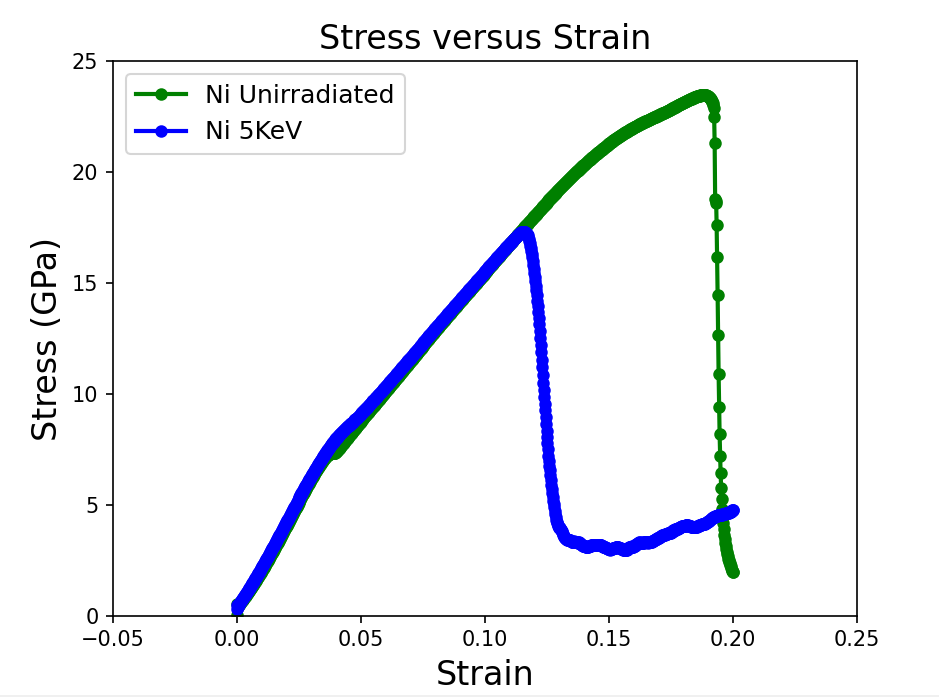 Stress versus Strain
Ni Unirradiated
Ni 5KeV
Stress (GPa)
25
20
15
10
5
0
−0.05 0.00 0.05 0.10 0.15 0.20 0.25
Strain